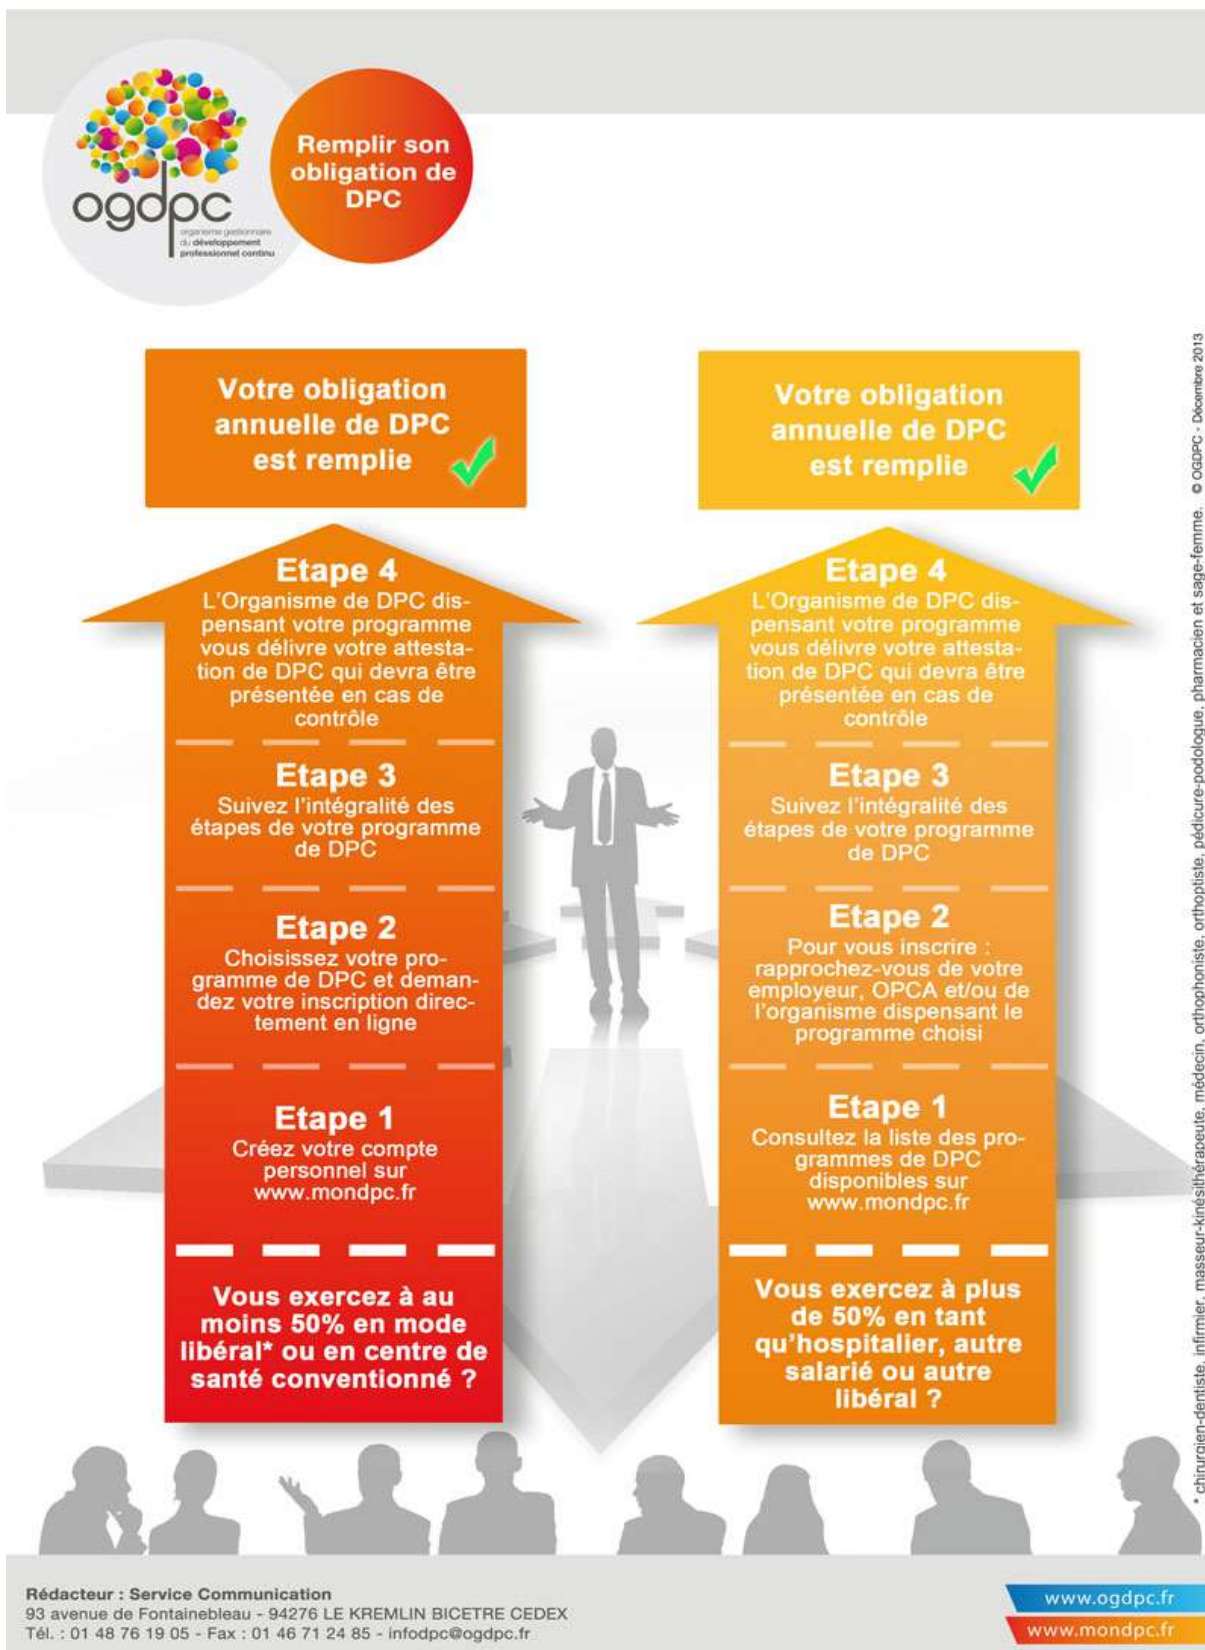 ogdpc
organisme gestionnaire
du développement
professionnel continu
Remplir son
obligation de
DPC
Votre obligation
annuelle de DPC
est remplie
Etape 4
L'Organisme de DPC dis-
pensant votre programme
vous délivre votre attesta-
tion de DPC qui devra être
présentée en cas de
contrôle
Etape 3
Suivez l'intégralité des
étapes de votre programme
de DPC
Etape 2
Choisissez votre pro-
gramme de DPC et deman-
dez votre inscription direc-
tement en ligne
Etape 1
Créez votre compte
personnel sur
www.mondpc.fr
Vous exercez à au
moins 50% en mode
libéral* ou en centre de
santé conventionné ?
Votre obligation
annuelle de DPC
est remplie
Etape 4
L'Organisme de DPC dis-
pensant votre programme
vous délivre votre attesta-
tion de DPC qui devra être
présentée en cas de
contrôle
Etape 3
Suivez l'intégralité des
étapes de votre programme
de DPC
Etape 2
Pour vous inscrire :
rapprochez-vous de votre
employeur, OPCA et/ou de
l'organisme dispensant le
programme choisi
Etape 1
Consultez la liste des pro-
grammes de DPC
disponibles sur
www.mondpc.fr
Vous exercez à plus
de 50% en tant
qu'hospitalier, autre
salarié ou autre
libéral ?
* chirurgien-dentiste, infirmier, masseur-kinésithérapeute, médecin, orthophoniste, orthoptiste, pédicure-podologue, pharmacien et sage-femme. © OGDPC - Décembre 2013
Rédacteur : Service Communication
93 avenue de Fontainebleau - 94276 LE KREMLIN BICETRE CEDEX
Tél. : 01 48 76 19 05 - Fax : 01 46 71 24 85 - infodpc@ogdpc.fr
www.ogdpc.fr
www.mondpc.fr